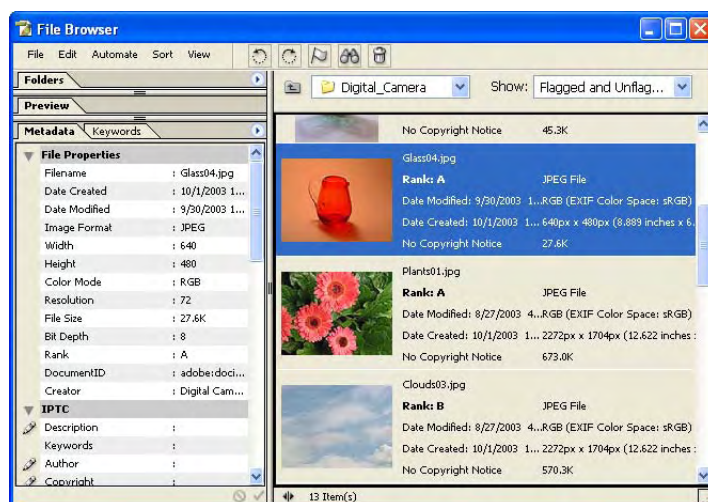 File Browser
File Edit Automate Sort View
Folders
Preview
Metadata Keywords
File Properties
Filename : Glass04.jpg
Date Created : 10/1/2003 1...
Date Modified : 9/30/2003 1...
Image Format : JPEG
Width : 640
Height : 480
Color Mode : RGB
Resolution : 72
File Size : 27.6K
Bit Depth : 8
Rank : A
DocumentID : adobe:doci...
Creator : Digital Cam...
IPTC
Description :
Keywords :
Author :
Copyright :
Digital_Camera Show: Flagged and Unflag...
No Copyright Notice 45.3K
Glass04.jpg
Rank: A JPEG File
Date Modified: 9/30/2003 1...RGB (EXIF Color Space: sRGB)
Date Created: 10/1/2003 1...640px x 480px (8.889 inches x 6.
No Copyright Notice 27.6K
Plants01.jpg
Rank: A JPEG File
Date Modified: 8/27/2003 4...RGB (EXIF Color Space: sRGB)
Date Created: 10/1/2003 1...2272px x 1704px (12.622 inches :
No Copyright Notice 673.0K
Clouds03.jpg
Rank: B JPEG File
Date Modified: 8/27/2003 4...RGB (EXIF Color Space: sRGB)
Date Created: 10/1/2003 1...2272px x 1704px (12.622 inches :
No Copyright Notice 570.3K
13 Item(s)